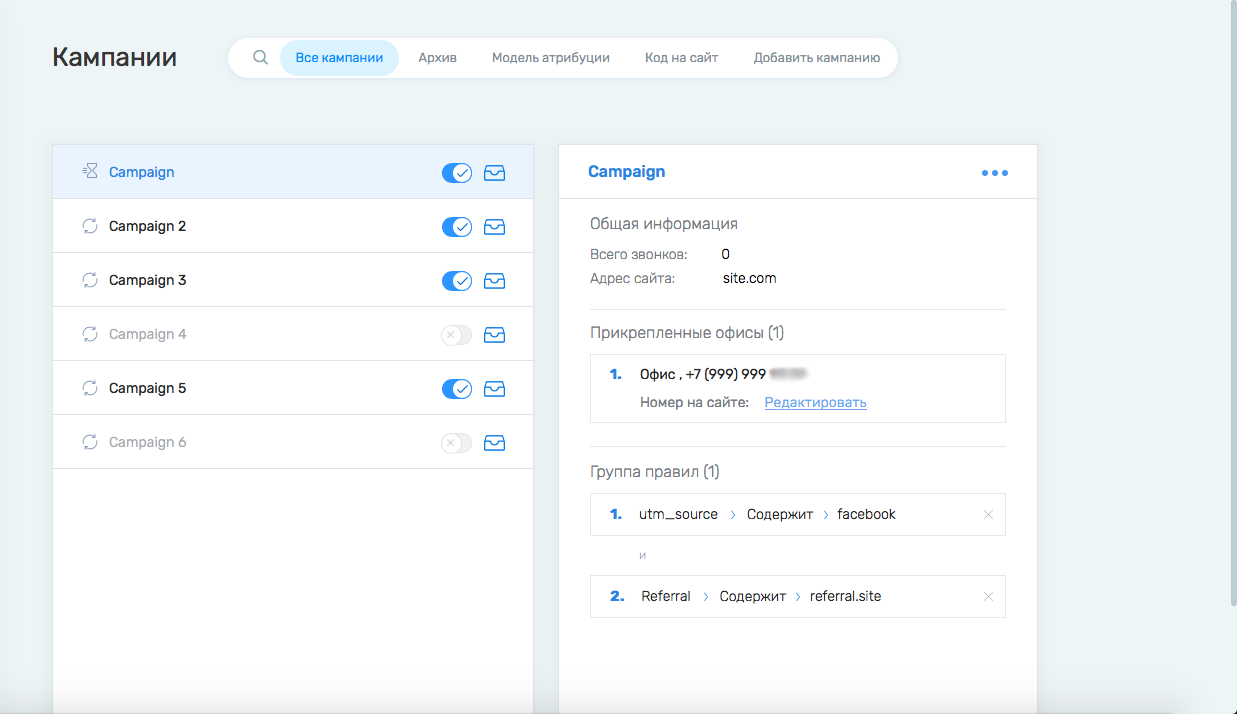 Кампании
Все кампании
Архив
Модель атрибуции
Код на сайт
Добавить кампанию
Campaign
Campaign 2
Campaign 3
Campaign 4
Campaign 5
Campaign 6
Campaign
Общая информация
Всего звонков: 0
Адрес сайта: site.com
Прикрепленные офисы (1)
1. Офис , +7 (999) 999
Номер на сайте: Редактировать
Группа правил (1)
1. utm_source › Содержит › facebook
и
2. Referral › Содержит › referral.site